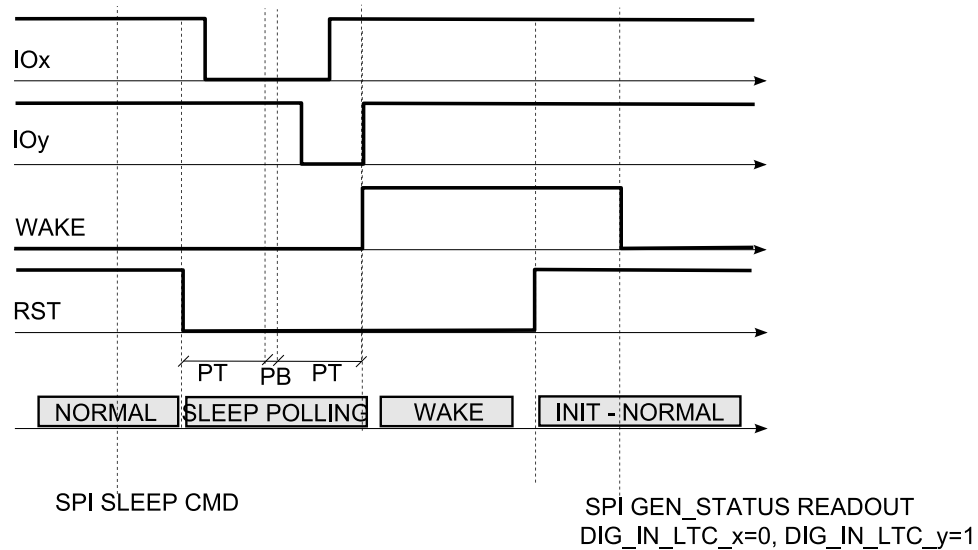 IOx
IOy
WAKE
RST
PT PB PT
NORMAL SLEEP POLLING WAKE INIT - NORMAL
SPI SLEEP CMD
SPI GEN_STATUS READOUT
DIG_IN_LTC_x=0, DIG_IN_LTC_y=1